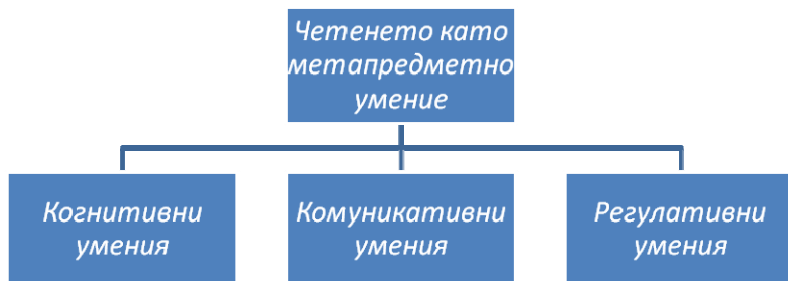 Четенето като
метапредметно
умение
Когнитивни
умения
Комуникативни
умения
Регулативни
умения